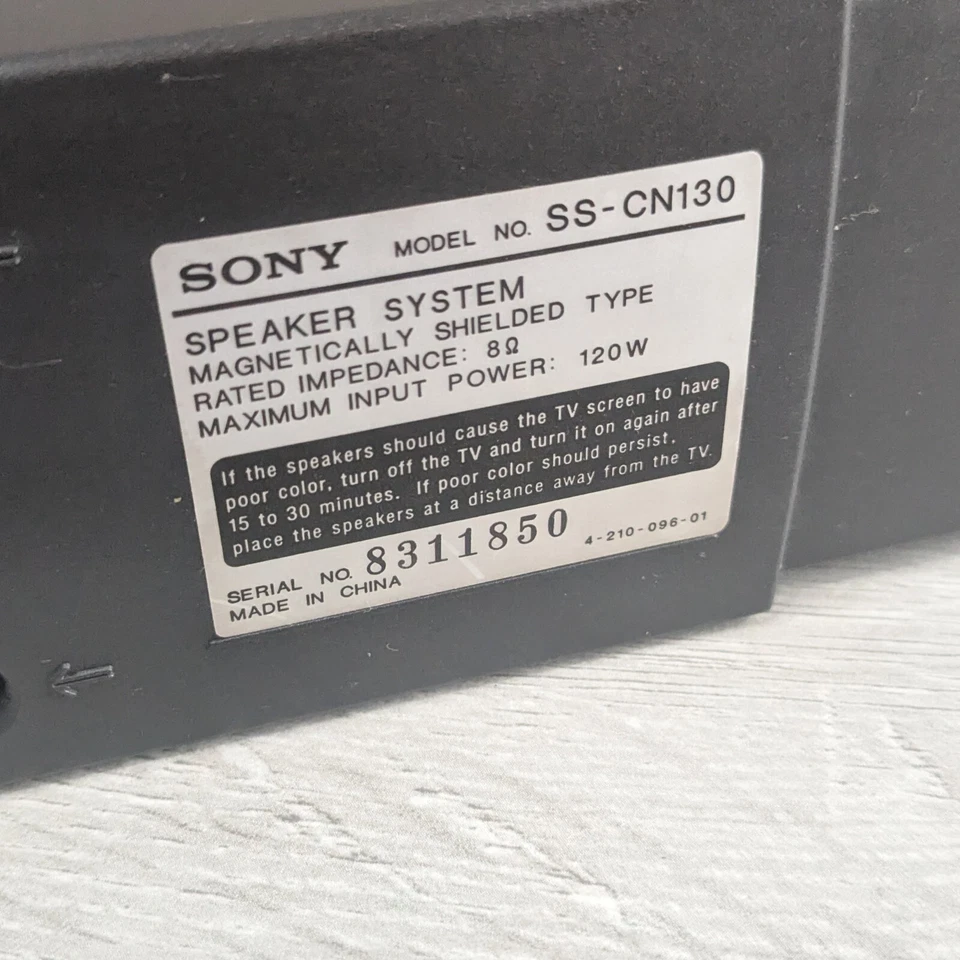 SONY MODEL NO. SS-CN130
SPEAKER SYSTEM
MAGNETICALLY SHIELDED TYPE
RATED IMPEDANCE: 8Ω
MAXIMUM INPUT POWER: 120W
If the speakers should cause the TV screen to have
poor color, turn off the TV and turn it on again after
15 to 30 minutes. If poor color should persist,
place the speakers at a distance away from the TV.
SERIAL NO. 8311850 4-210-096-01
MADE IN CHINA